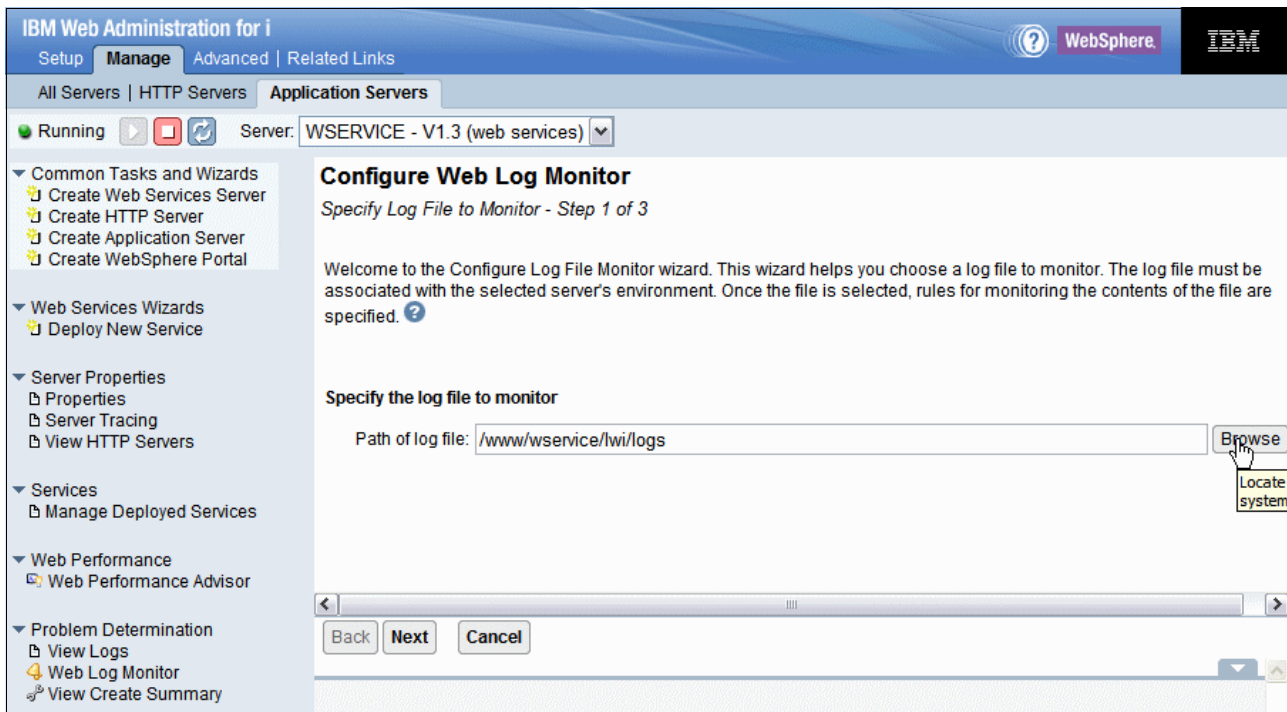 IBM Web Administration for i
WebSphere.
IBM
Setup Manage Advanced | Related Links
All Servers | HTTP Servers Application Servers
Running Server: WSERVICE - V1.3 (web services)
Common Tasks and Wizards
Create Web Services Server
Create HTTP Server
Create Application Server
Create WebSphere Portal
Web Services Wizards
Deploy New Service
Server Properties
Properties
Server Tracing
View HTTP Servers
Services
Manage Deployed Services
Web Performance
Web Performance Advisor
Problem Determination
View Logs
Web Log Monitor
View Create Summary
Configure Web Log Monitor
Specify Log File to Monitor - Step 1 of 3
Welcome to the Configure Log File Monitor wizard. This wizard helps you choose a log file to monitor. The log file must be
associated with the selected server's environment. Once the file is selected, rules for monitoring the contents of the file are
specified. ?
Specify the log file to monitor
Path of log file: /www/wservice/lwi/logs Browse
Locate
system
Back Next Cancel